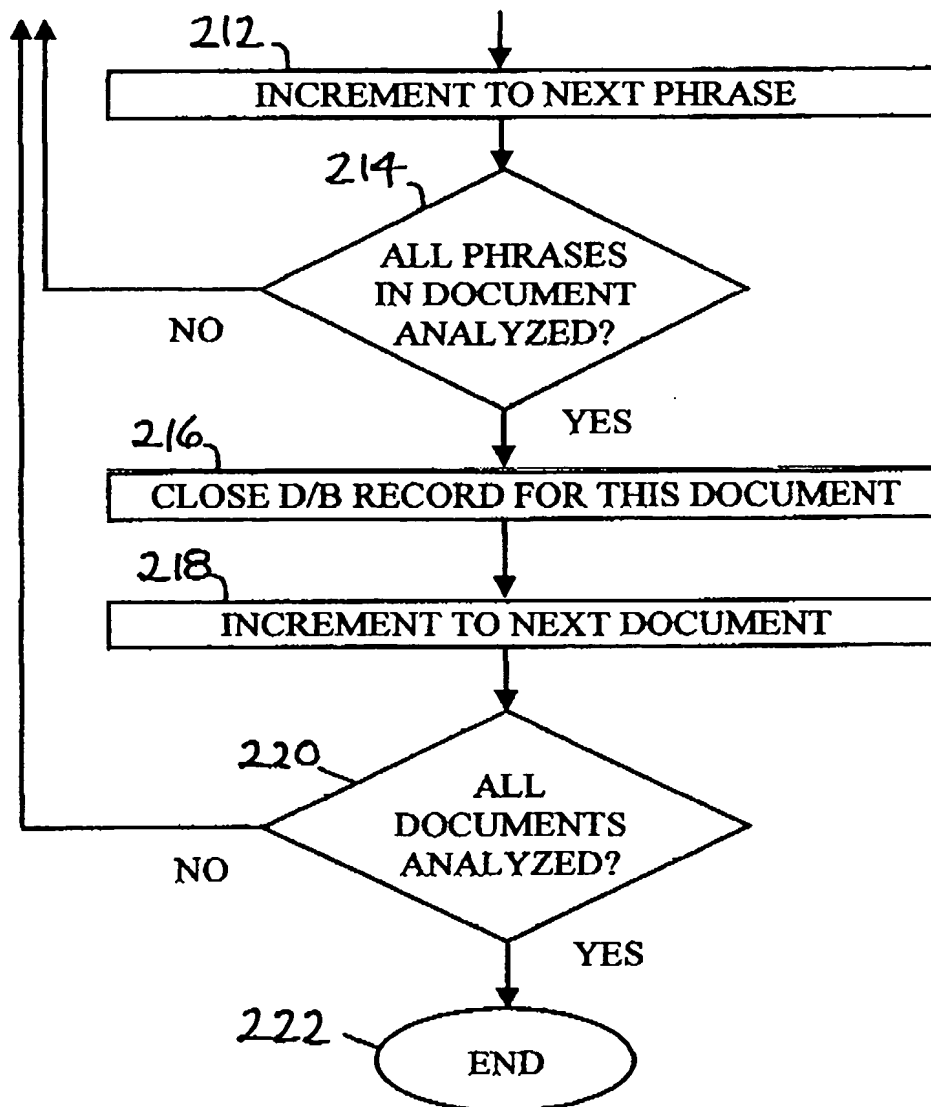 212
INCREMENT TO NEXT PHRASE
214
ALL PHRASES
IN DOCUMENT
ANALYZED?
NO
YES
216
CLOSE D/B RECORD FOR THIS DOCUMENT
218
INCREMENT TO NEXT DOCUMENT
220
ALL
DOCUMENTS
ANALYZED?
NO
YES
222
END